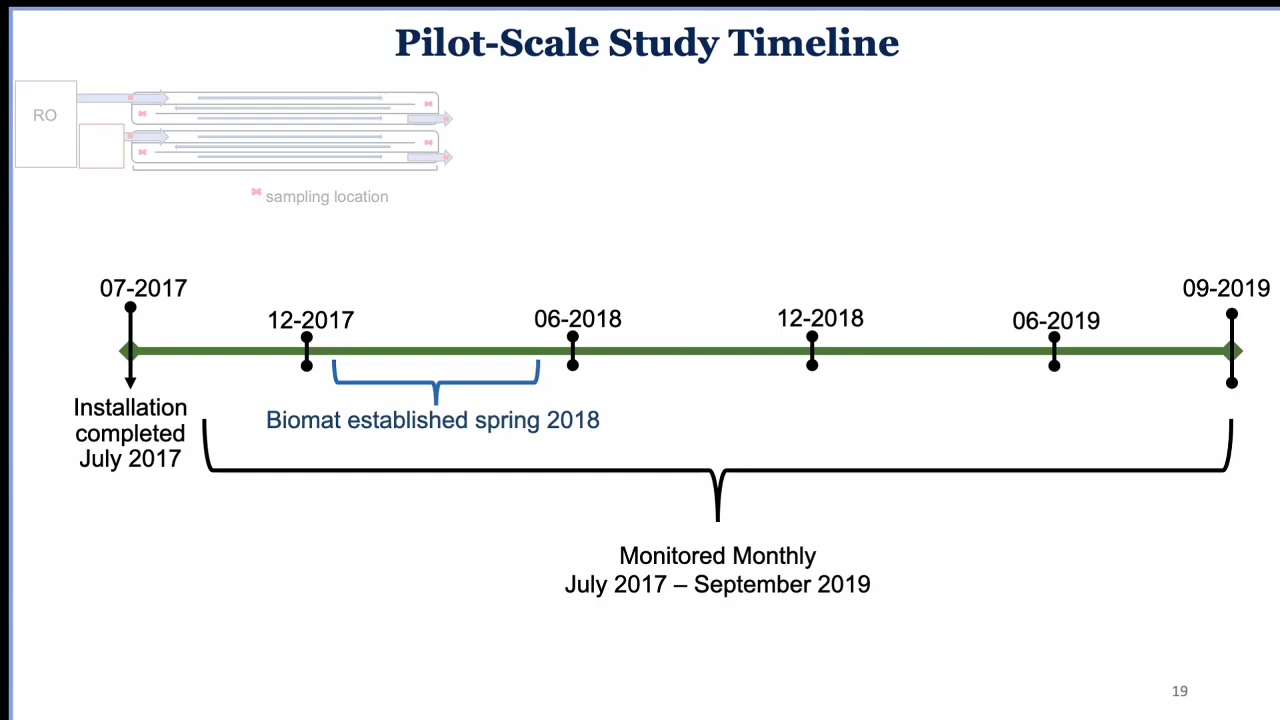 Pilot-Scale Study Timeline
RO
sampling location
07-2017
12-2017
06-2018
12-2018
06-2019
09-2019
Installation
completed
July 2017
Biomat established spring 2018
Monitored Monthly
July 2017 – September 2019
19